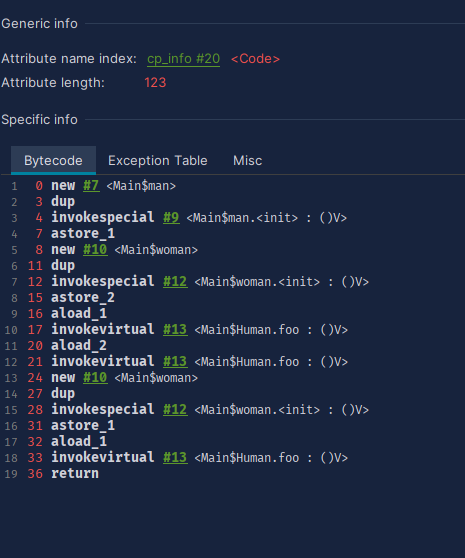 Generic info
Attribute name index: cp_info #20 <Code>
Attribute length: 123
Specific info
Bytecode Exception Table Misc
1 0 new #7 <Main$man>
2 3 dup
3 4 invokespecial #9 <Main$man.<init> : ()V>
4 7 astore_1
5 8 new #10 <Main$woman>
6 11 dup
7 12 invokespecial #12 <Main$woman.<init> : ()V>
8 15 astore_2
9 16 aload_1
10 17 invokevirtual #13 <Main$Human.foo : ()V>
11 20 aload_2
12 21 invokevirtual #13 <Main$Human.foo : ()V>
13 24 new #10 <Main$woman>
14 27 dup
15 28 invokespecial #12 <Main$woman.<init> : ()V>
16 31 astore_1
17 32 aload_1
18 33 invokevirtual #13 <Main$Human.foo : ()V>
19 36 return